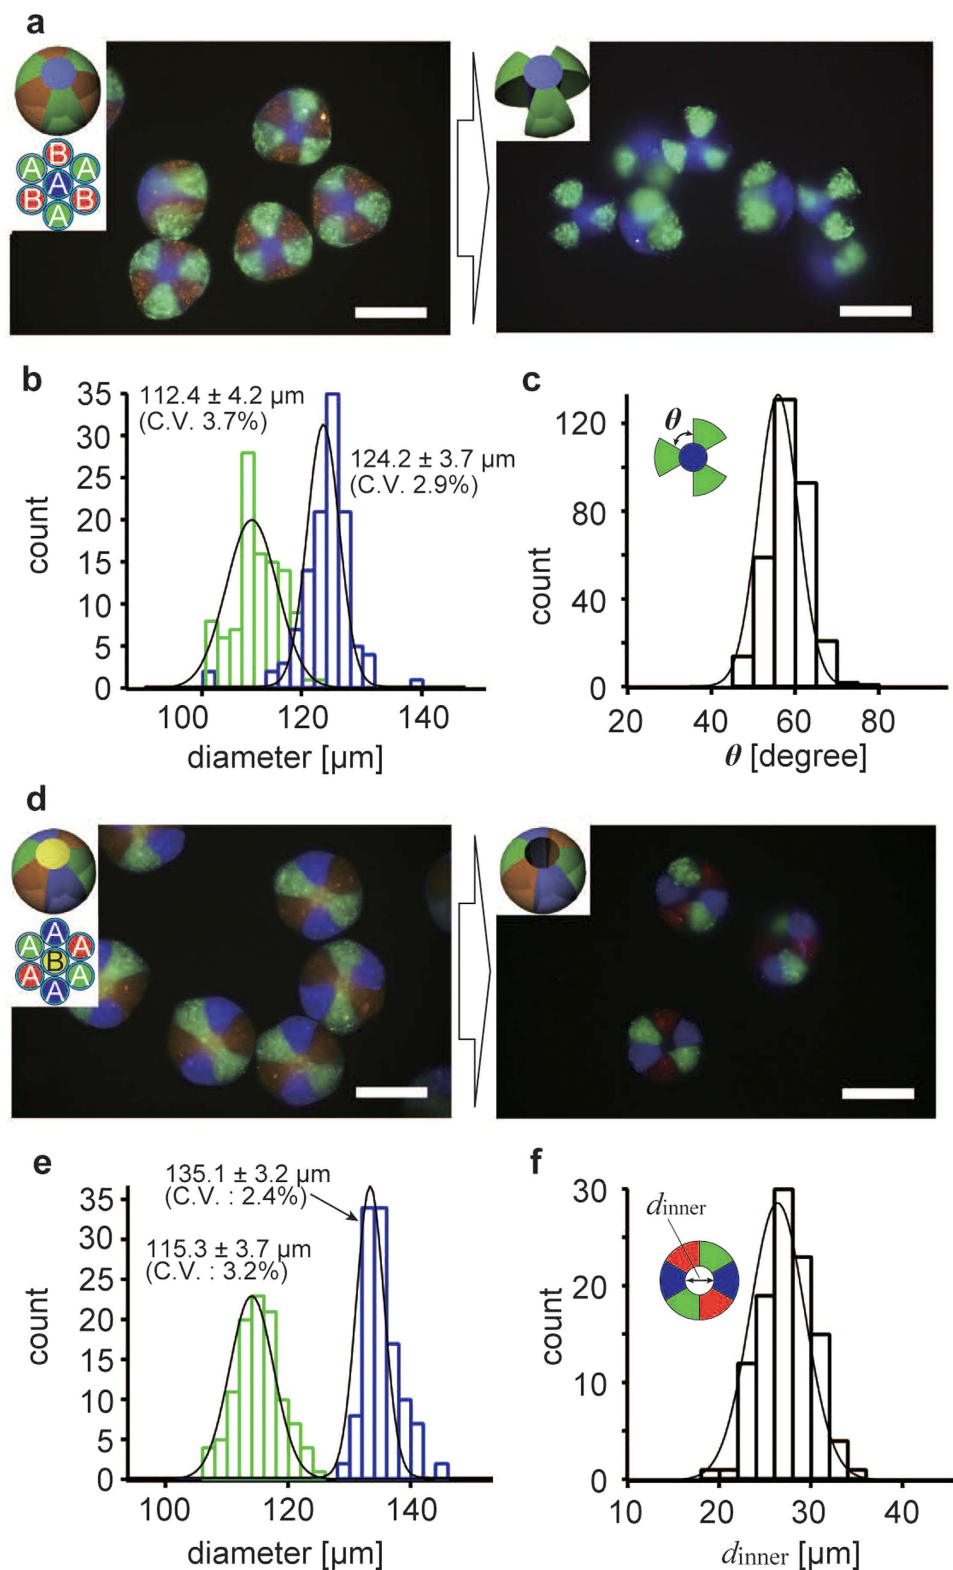 a
B
A A
A
B B
A
b
112.4 ± 4.2 µm
(C.V. 3.7%)
124.2 ± 3.7 µm
(C.V. 2.9%)
count
35
30
25
20
15
10
5
0
100 120 140
diameter [µm]
c
θ
count
120
80
40
0
20 40 60 80
θ [degree]
d
A
A A
B
A A
A
e
135.1 ± 3.2 µm
(C.V. : 2.4%)
115.3 ± 3.7 µm
(C.V. : 3.2%)
count
35
30
25
20
15
10
5
0
100 120 140
diameter [µm]
f
dinner
count
30
20
10
0
10 20 30 40
dinner [µm]